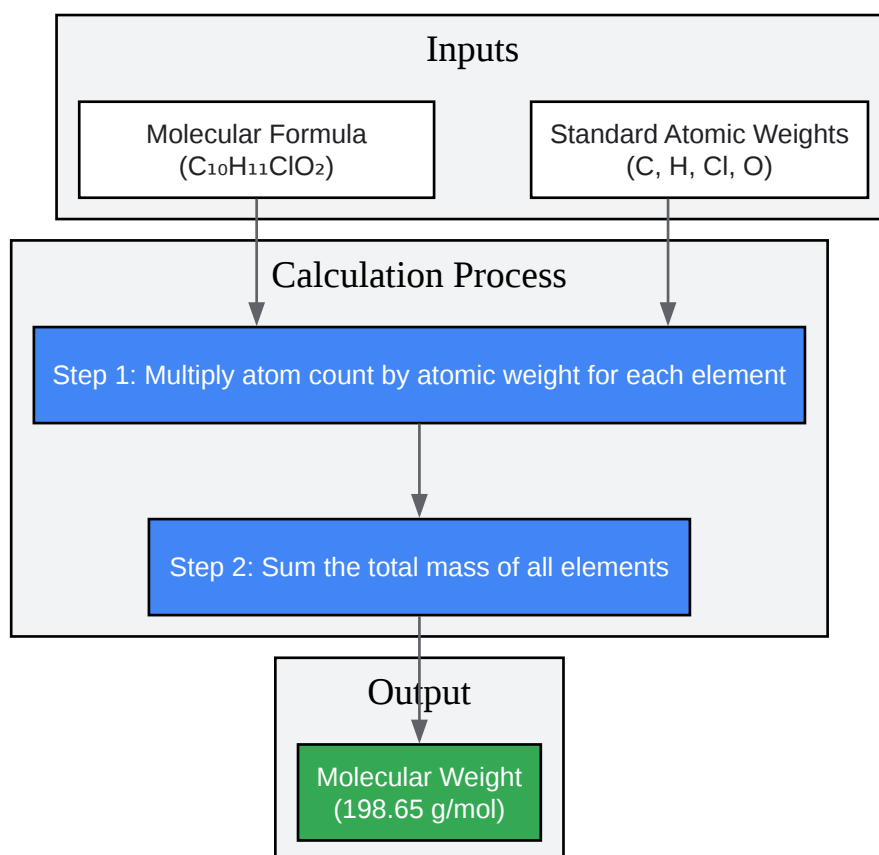 Inputs
Molecular Formula
(C₁₀H₁₁ClO₂)
Standard Atomic Weights
(C, H, Cl, O)
Calculation Process
Step 1: Multiply atom count by atomic weight for each element
Step 2: Sum the total mass of all elements
Output
Molecular Weight
(198.65 g/mol)